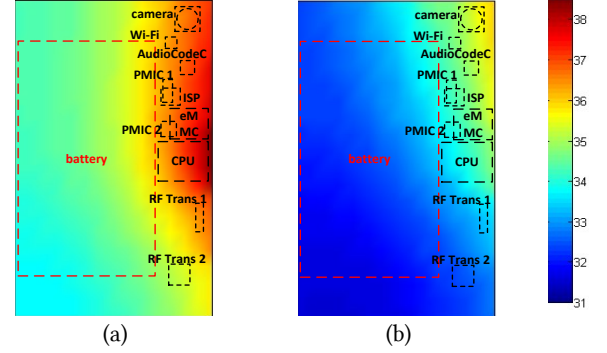 camera
Wi-Fi
AudioCodeC
PMIC 1
ISP
eM
PMIC 2
MC
CPU
battery
RF Trans 1
RF Trans 2
(a)
camera
Wi-Fi
AudioCodeC
PMIC 1
ISP
eM
PMIC 2
MC
CPU
battery
RF Trans 1
RF Trans 2
(b)
38
37
36
35
34
33
32
31